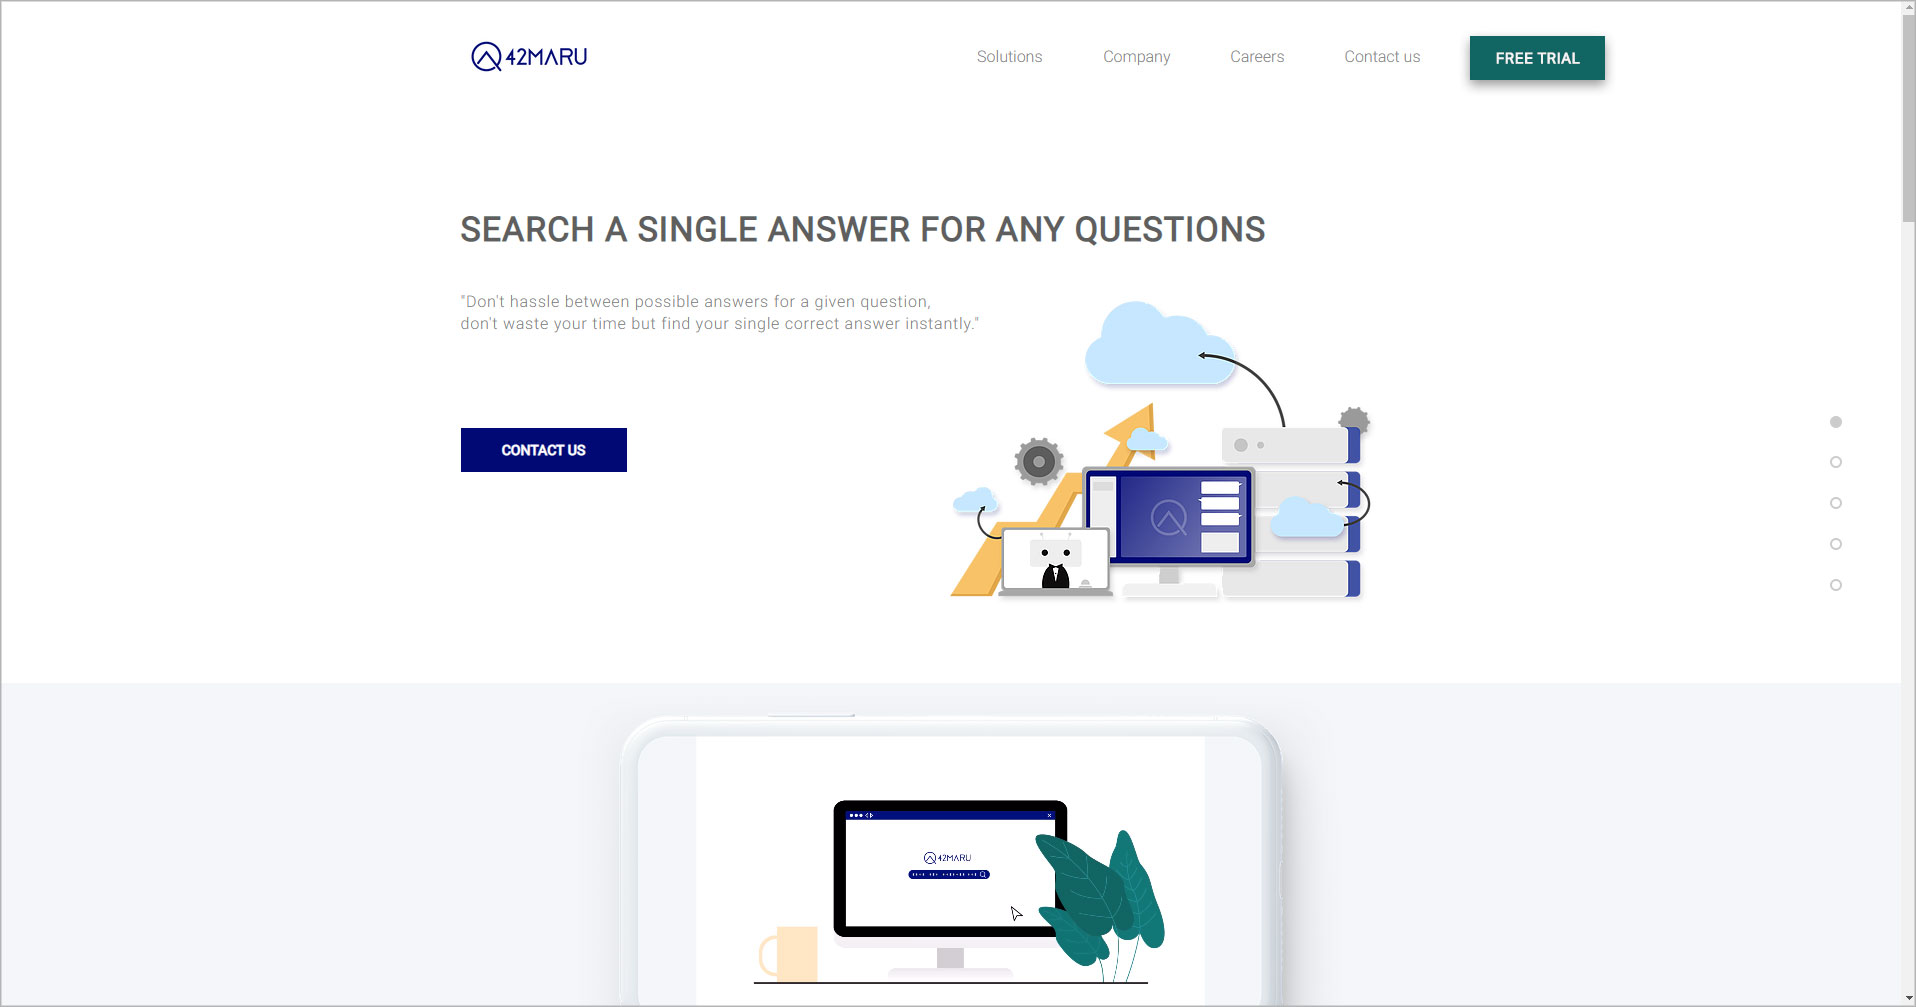 42MARU
Solutions
Company
Careers
Contact us
FREE TRIAL
SEARCH A SINGLE ANSWER FOR ANY QUESTIONS
"Don't hassle between possible answers for a given question,
don't waste your time but find your single correct answer instantly."
CONTACT US
42MARU